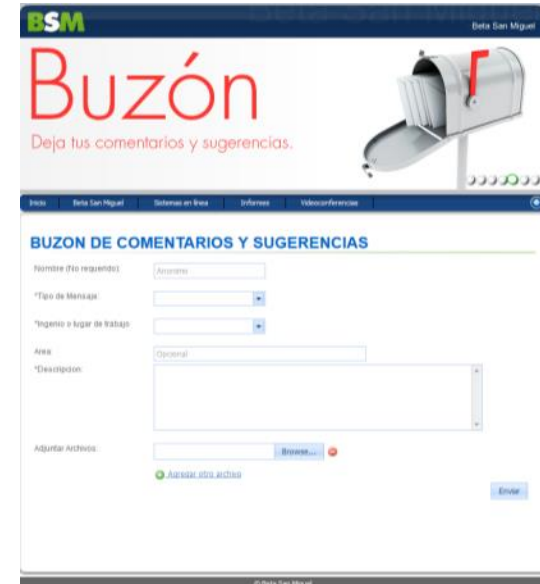 BSM
Beta San Miguel
Buzón
Deja tus comentarios y sugerencias.
Inicio Beta San Miguel Sistemas en línea Informes Videoconferencias
BUZON DE COMENTARIOS Y SUGERENCIAS
Nombre (No requerido): Anonimo
*Tipo de Mensaje:
*Ingenio o lugar de trabajo
Area: Opcional
*Descripcion:
Adjuntar Archivos: Browse...
Agregar otro archivo
Enviar
© Beta San Miguel